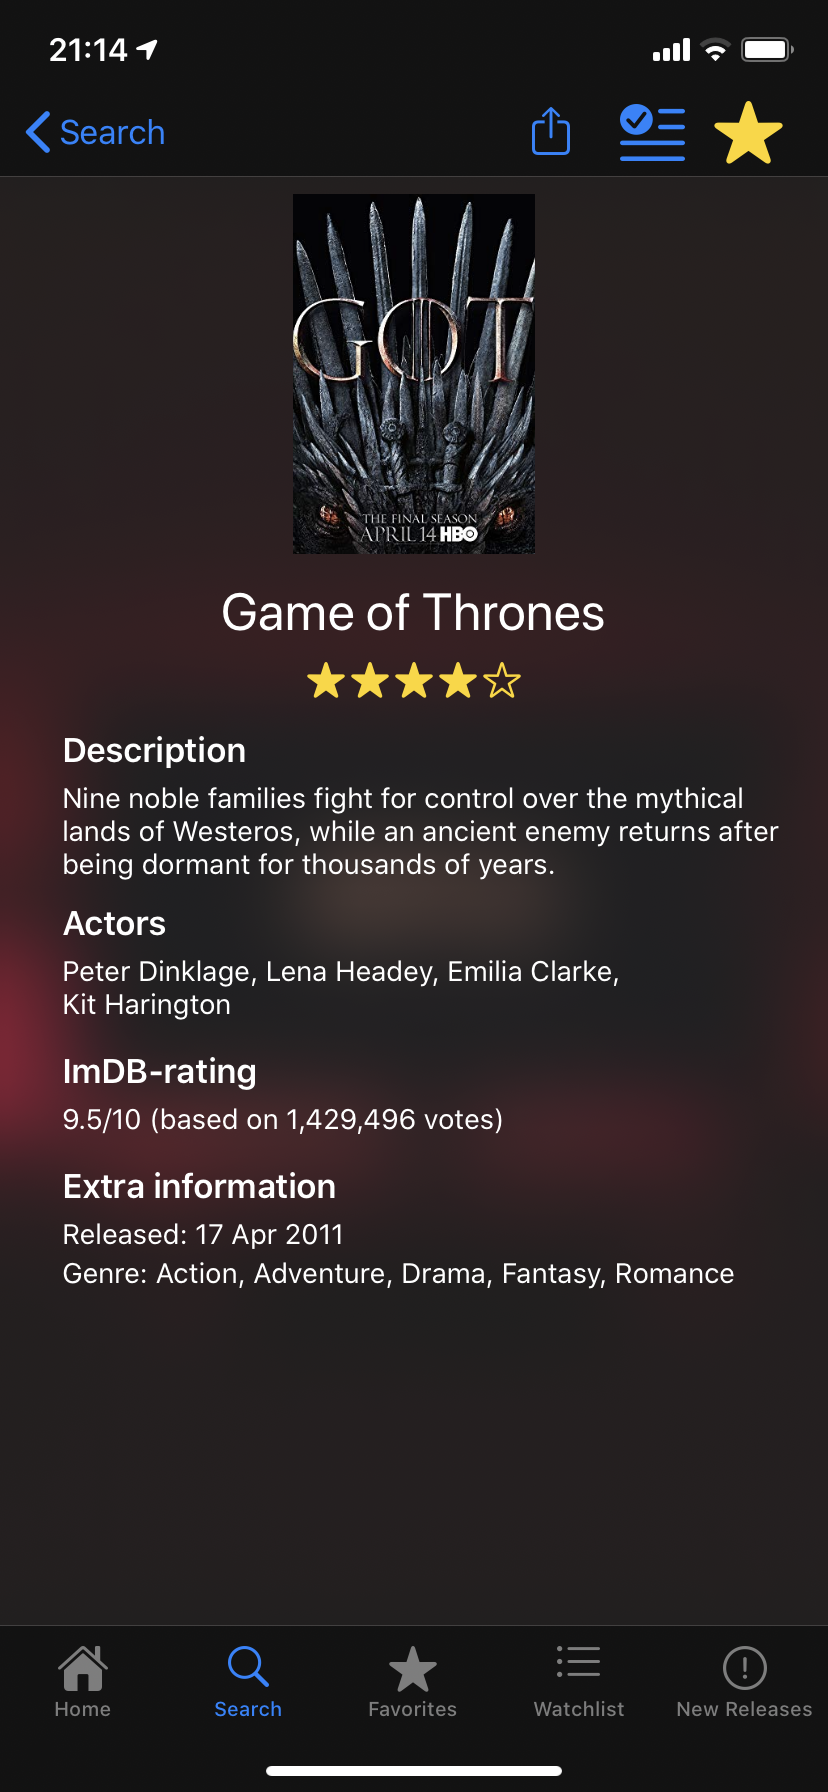 21:14
Search
GOT
THE FINAL SEASON
APRIL 14 HBO
Game of Thrones
Description
Nine noble families fight for control over the mythical
lands of Westeros, while an ancient enemy returns after
being dormant for thousands of years.
Actors
Peter Dinklage, Lena Headey, Emilia Clarke,
Kit Harington
ImDB-rating
9.5/10 (based on 1,429,496 votes)
Extra information
Released: 17 Apr 2011
Genre: Action, Adventure, Drama, Fantasy, Romance
Home
Search
Favorites
Watchlist
New Releases